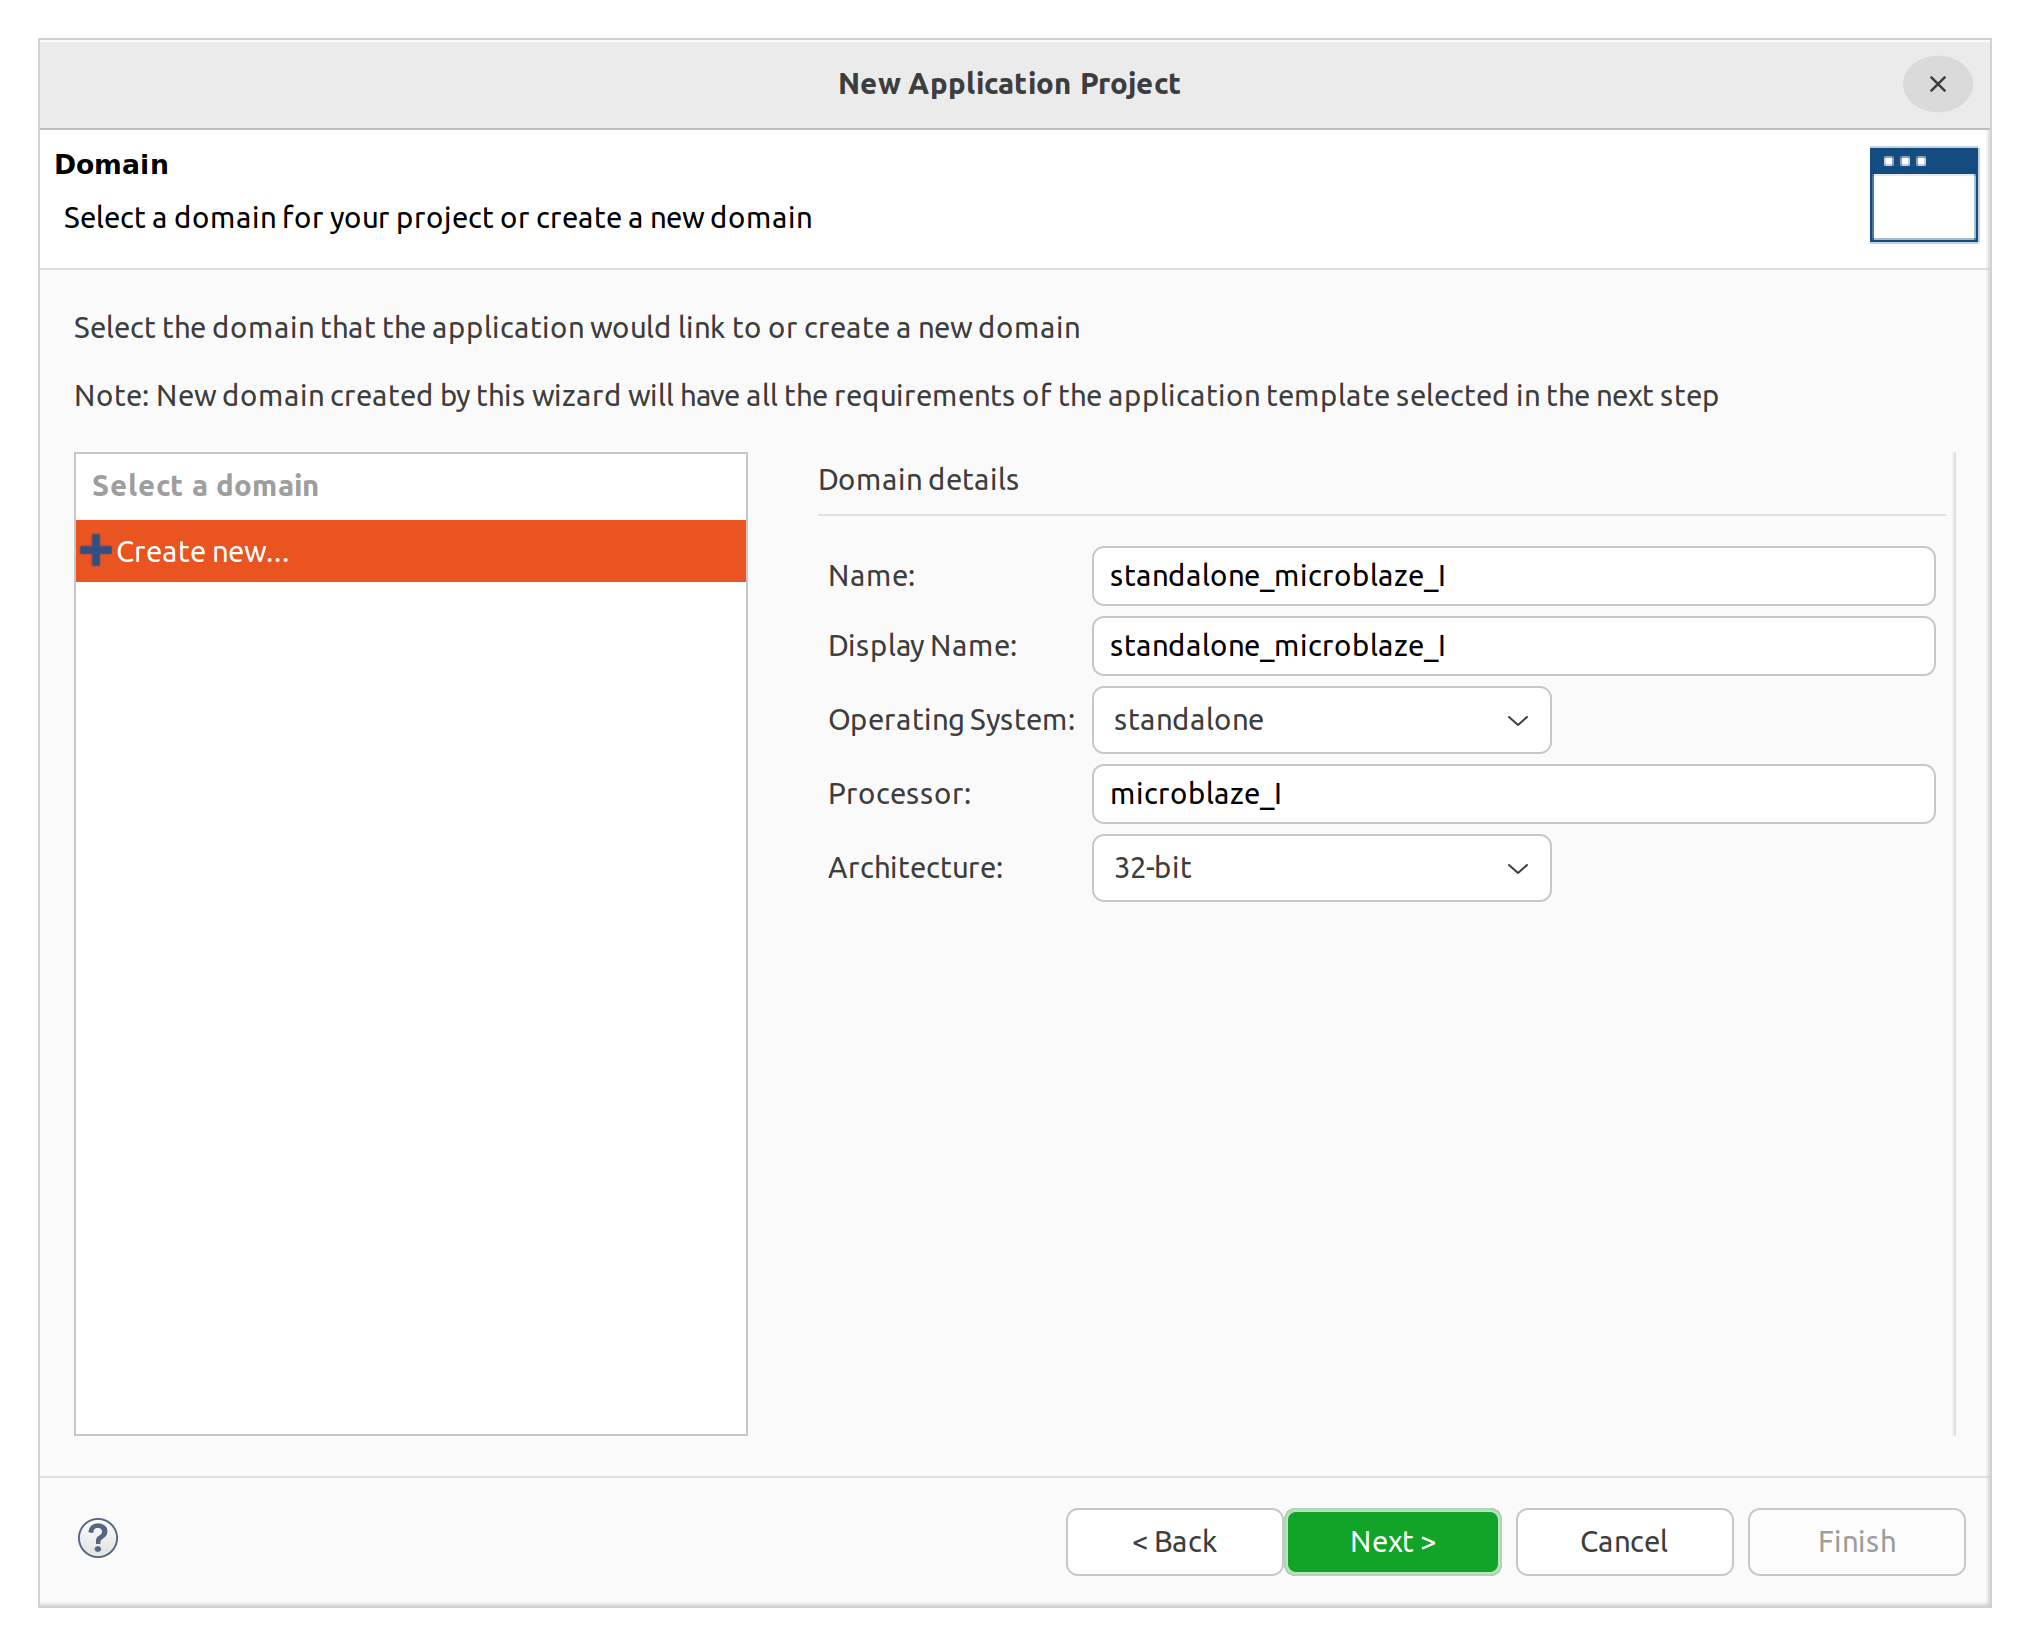 New Application Project
Domain
Select a domain for your project or create a new domain
Select the domain that the application would link to or create a new domain
Note: New domain created by this wizard will have all the requirements of the application template selected in the next step
Select a domain
Create new...
Domain details
Name: standalone_microblaze_I
Display Name: standalone_microblaze_I
Operating System: standalone
Processor: microblaze_I
Architecture: 32-bit
?
< Back Next > Cancel Finish